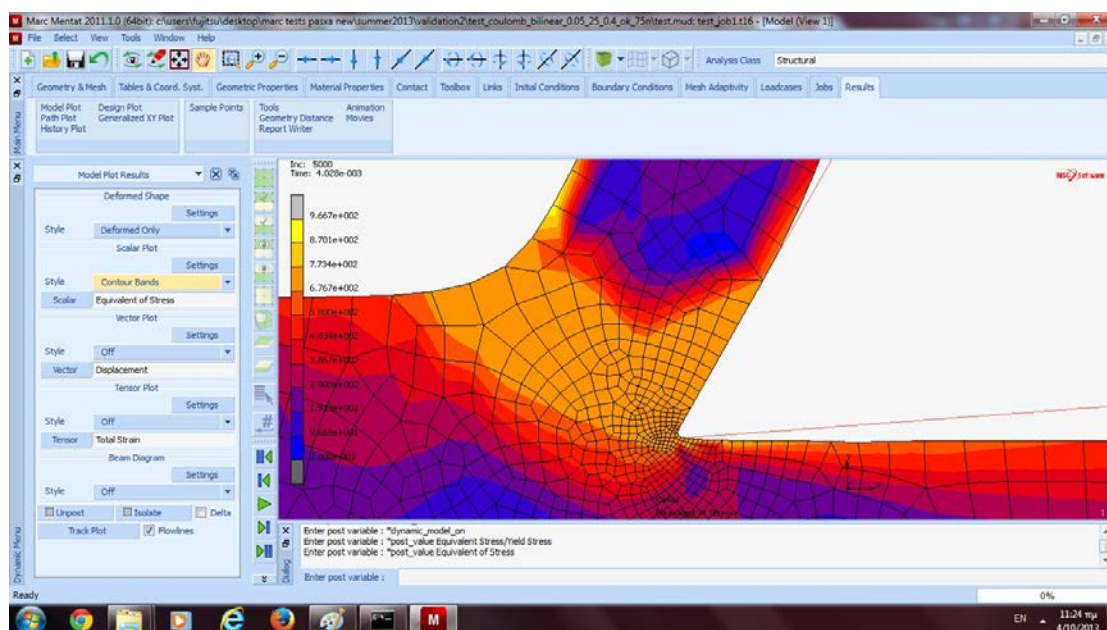 Marc Mentat 2011.1.0 (64bit): c:\users\fujitsu\desktop\marc tests pasxa new\summer2013\validation2\test_coulomb_bilinear_0.05_25_0.4_ok_75n\test.mud: test_job1.t16 - [Model (View 1)]
File Select View Tools Window Help
Analysis Class Structural
Geometry & Mesh Tables & Coord. Syst. Geometric Properties Material Properties Contact Toolbox Links Initial Conditions Boundary Conditions Mesh Adaptivity Loadcases Jobs Results
Main Menu
Model Plot Design Plot Sample Points Tools Animation
Path Plot Generalized XY Plot Geometry Distance Movies
History Plot Report Writer
Model Plot Results
Deformed Shape
Settings
Style Deformed Only
Scalar Plot
Settings
Style Contour Bands
Scalar Equivalent of Stress
Vector Plot
Settings
Style Off
Vector Displacement
Tensor Plot
Settings
Style Off
Tensor Total Strain
Beam Diagram
Settings
Style Off
Unpost Isolate Delta
Track Plot Flowlines
Dynamic Menu
Inc: 5000
Time: 4.028e-003
9.667e+002
8.701e+002
7.734e+002
6.767e+002
MSC Software
1
Enter post variable : *dynamic_model_on
Enter post variable : *post_value Equivalent Stress/Yield Stress
Enter post variable : *post_value Equivalent of Stress
Dialog
Enter post variable :
Ready
0%
EN
11:24 πμ
4/10/2013